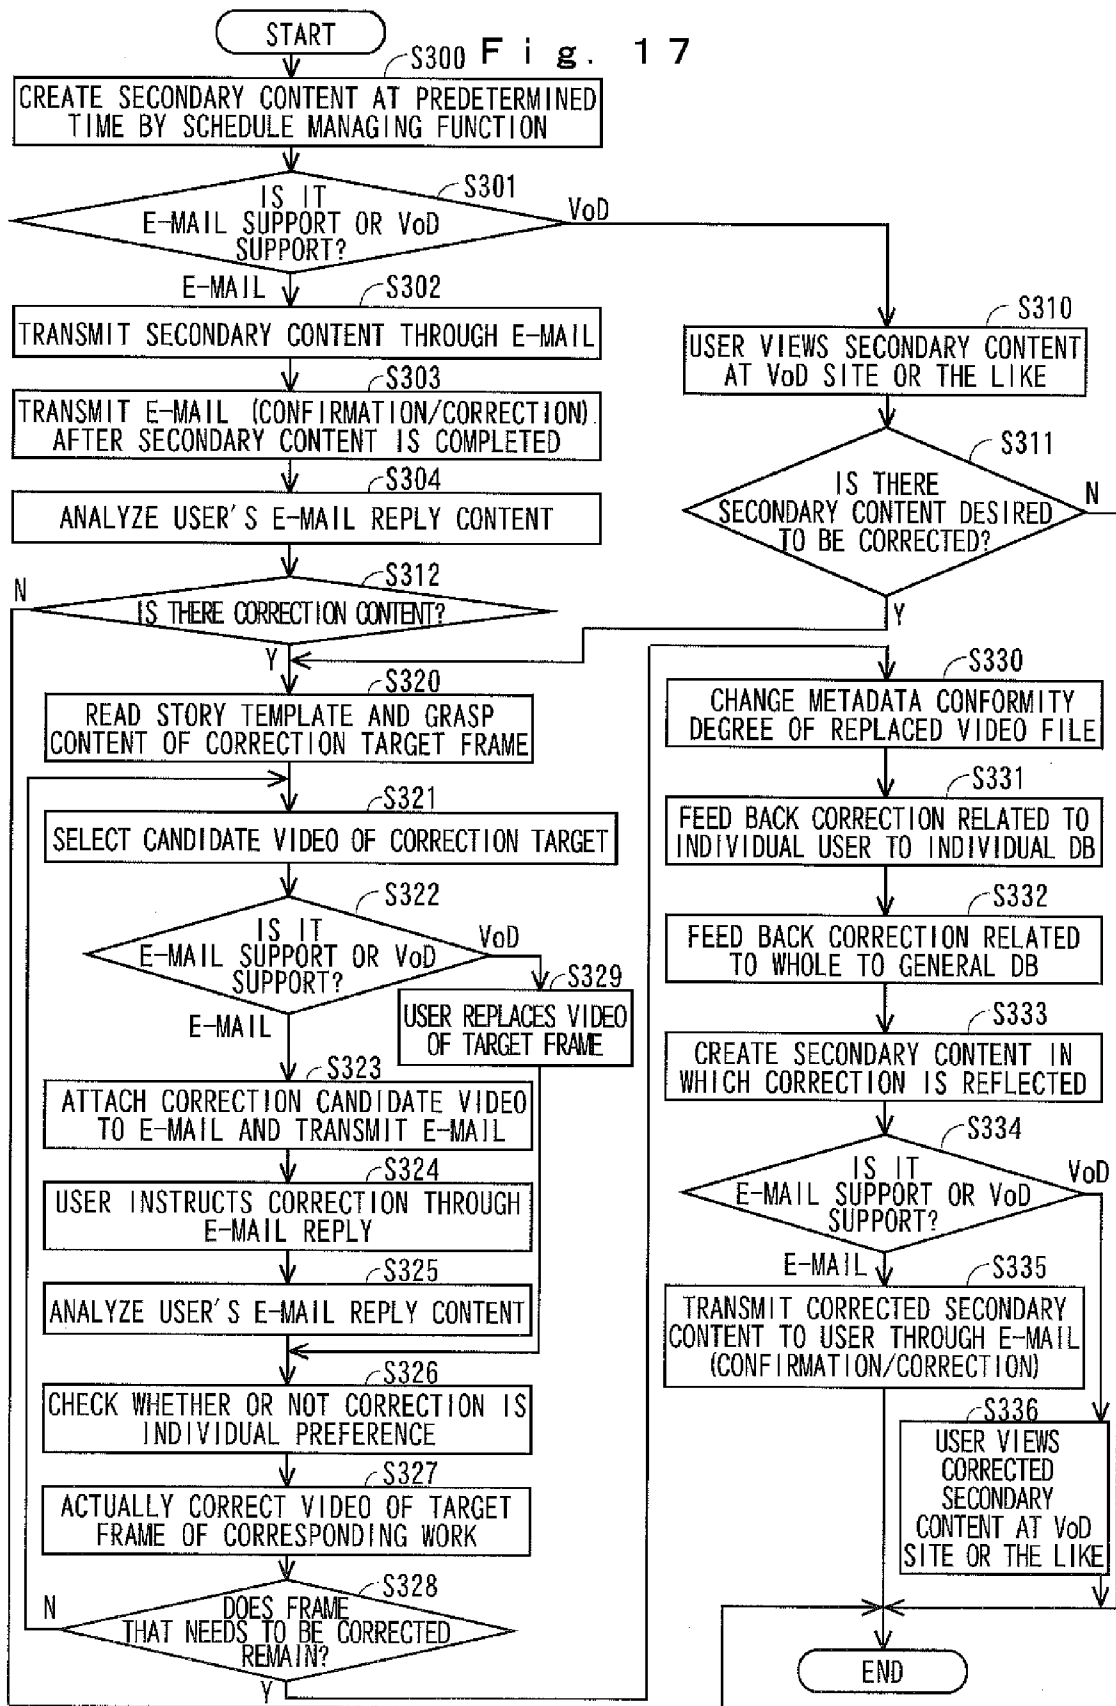 START
Fig. 17
S300
CREATE SECONDARY CONTENT AT PREDETERMINED
TIME BY SCHEDULE MANAGING FUNCTION
S301
IS IT
E-MAIL SUPPORT OR VoD
SUPPORT?
VoD
E-MAIL
S302
TRANSMIT SECONDARY CONTENT THROUGH E-MAIL
S303
TRANSMIT E-MAIL (CONFIRMATION/CORRECTION)
AFTER SECONDARY CONTENT IS COMPLETED
S304
ANALYZE USER'S E-MAIL REPLY CONTENT
S312
N
IS THERE CORRECTION CONTENT?
Y
S310
USER VIEWS SECONDARY CONTENT
AT VoD SITE OR THE LIKE
S311
IS THERE
SECONDARY CONTENT DESIRED
TO BE CORRECTED?
N
Y
S320
READ STORY TEMPLATE AND GRASP
CONTENT OF CORRECTION TARGET FRAME
S321
SELECT CANDIDATE VIDEO OF CORRECTION TARGET
S322
IS IT
E-MAIL SUPPORT OR VoD
SUPPORT?
VoD
E-MAIL
S329
USER REPLACES VIDEO
OF TARGET FRAME
S323
ATTACH CORRECTION CANDIDATE VIDEO
TO E-MAIL AND TRANSMIT E-MAIL
S324
USER INSTRUCTS CORRECTION THROUGH
E-MAIL REPLY
S325
ANALYZE USER'S E-MAIL REPLY CONTENT
S326
CHECK WHETHER OR NOT CORRECTION IS
INDIVIDUAL PREFERENCE
S327
ACTUALLY CORRECT VIDEO OF TARGET
FRAME OF CORRESPONDING WORK
S328
N
DOES FRAME
THAT NEEDS TO BE CORRECTED
REMAIN?
Y
S330
CHANGE METADATA CONFORMITY
DEGREE OF REPLACED VIDEO FILE
S331
FEED BACK CORRECTION RELATED TO
INDIVIDUAL USER TO INDIVIDUAL DB
S332
FEED BACK CORRECTION RELATED
TO WHOLE TO GENERAL DB
S333
CREATE SECONDARY CONTENT IN
WHICH CORRECTION IS REFLECTED
S334
IS IT
E-MAIL SUPPORT OR VoD
SUPPORT?
VoD
E-MAIL
S335
TRANSMIT CORRECTED SECONDARY
CONTENT TO USER THROUGH E-MAIL
(CONFIRMATION/CORRECTION)
S336
USER VIEWS
CORRECTED
SECONDARY
CONTENT AT VoD
SITE OR THE LIKE
END